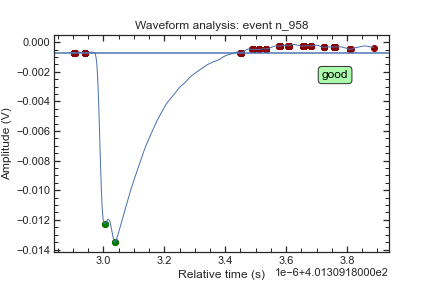 Waveform analysis: event n_958
0.000
−0.002
−0.004
−0.006
−0.008
−0.010
−0.012
−0.014
Amplitude (V)
good
3.0
3.2
3.4
3.6
3.8
Relative time (s)
1e−6+4.0130918000e2